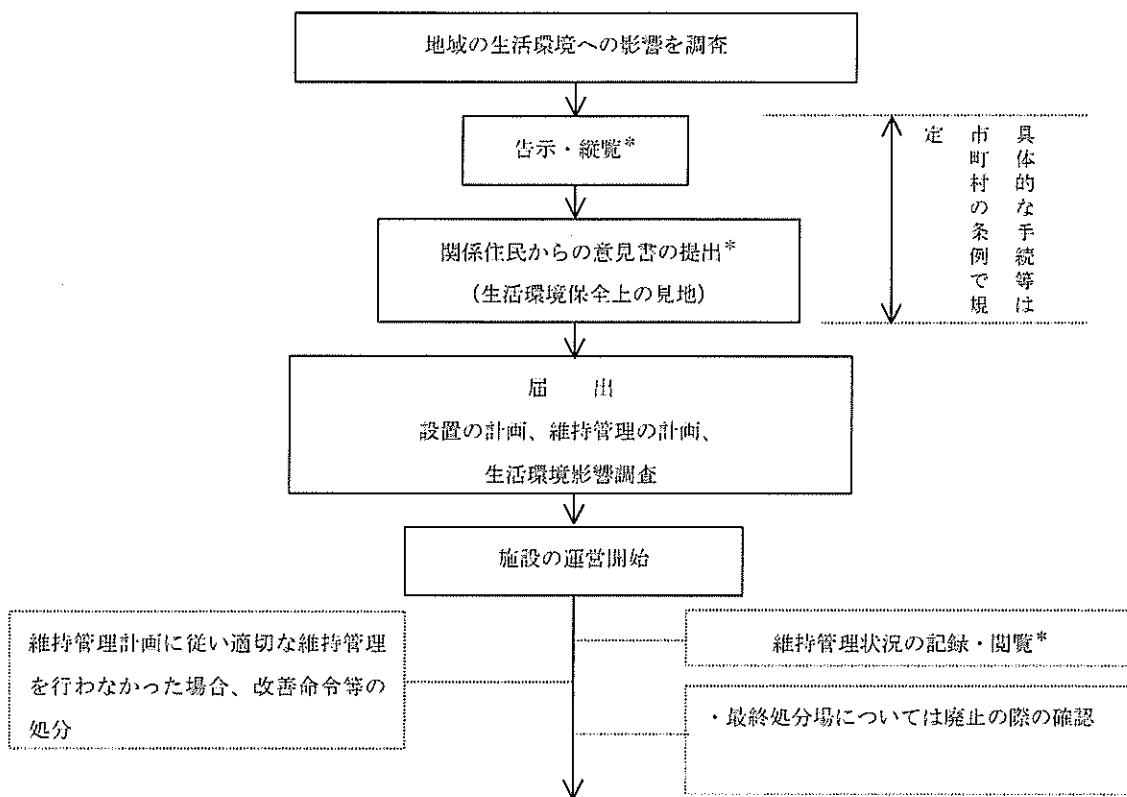 地域の生活環境への影響を調査
告示・縦覧*
具体的な手続等は
市町村の条例で規
定
関係住民からの意見書の提出*
(生活環境保全上の見地)
届　出
設置の計画、維持管理の計画、
生活環境影響調査
施設の運営開始
維持管理計画に従い適切な維持管理
を行わなかった場合、改善命令等の
処分
維持管理状況の記録・閲覧*
・最終処分場については廃止の際の確認